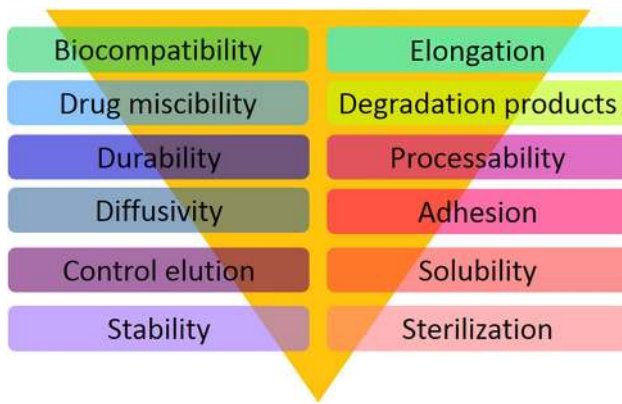 Biocompatibility
Elongation
Drug miscibility
Degradation products
Durability
Processability
Diffusivity
Adhesion
Control elution
Solubility
Stability
Sterilization